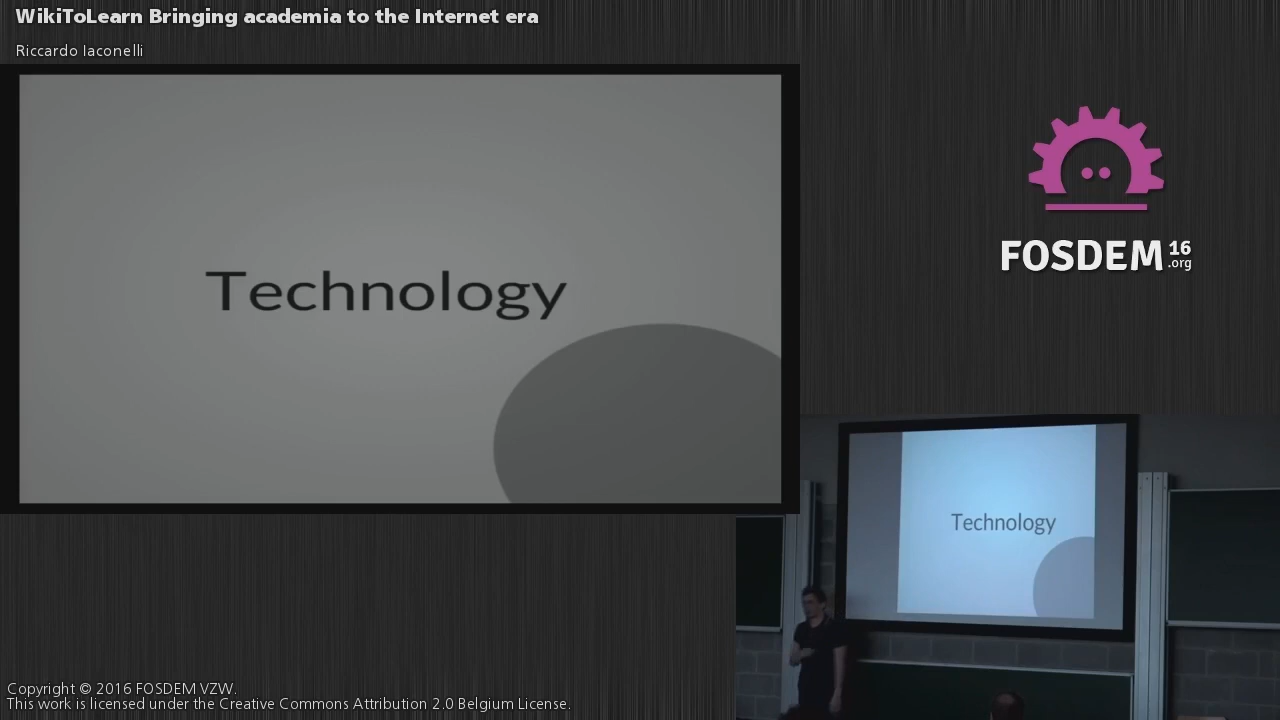 WikiToLearn Bringing academia to the Internet era
Riccardo Iaconelli
Technology
FOSDEM 16
.org
Technology
Copyright © 2016 FOSDEM VZW.
This work is licensed under the Creative Commons Attribution 2.0 Belgium License.